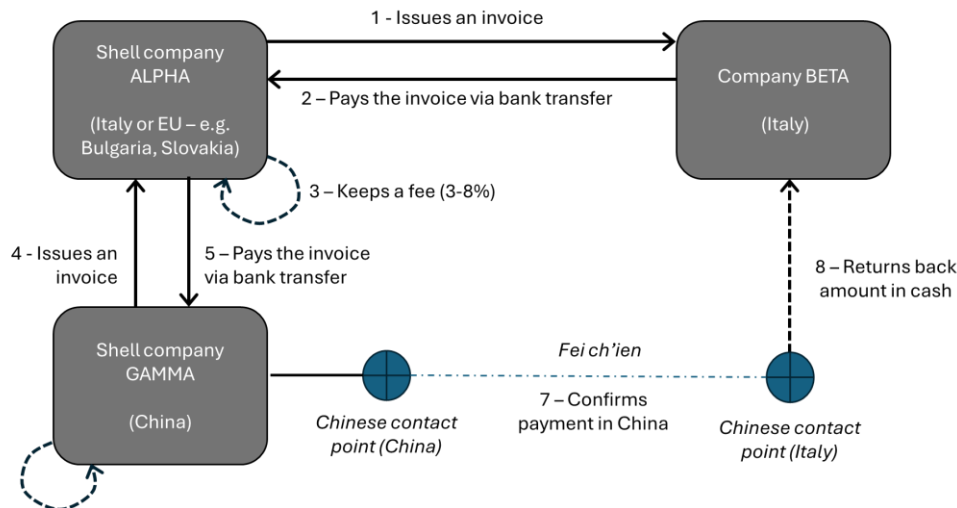 1 - Issues an invoice
Shell company
ALPHA
(Italy or EU – e.g.
Bulgaria, Slovakia)
Company BETA
(Italy)
2 – Pays the invoice via bank transfer
3 – Keeps a fee (3-8%)
4 - Issues an
invoice
5 – Pays the invoice
via bank transfer
8 – Returns back
amount in cash
Shell company
GAMMA
(China)
Fei ch’ien
7 – Confirms
payment in China
Chinese contact
point (China)
Chinese contact
point (Italy)